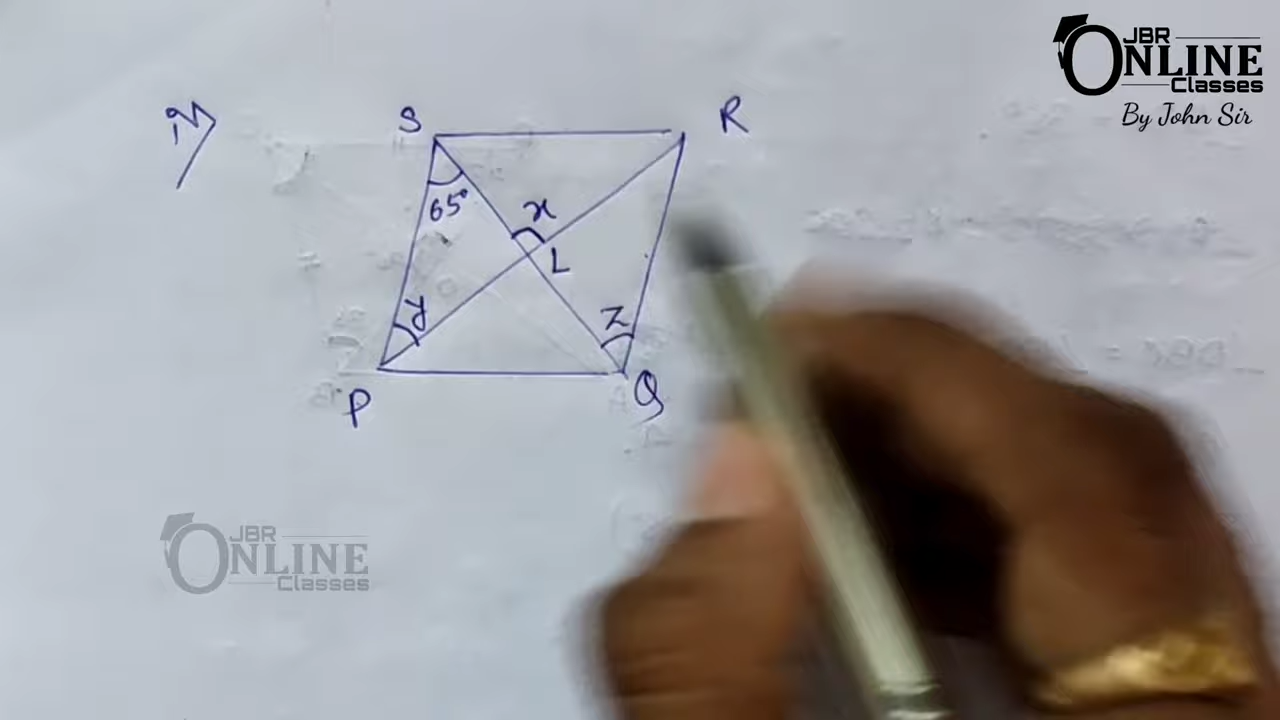 JBR
ONLINE
Classes
By John Sir
S
R
65°
x
L
y
z
P
Q
JBR
ONLINE
Classes